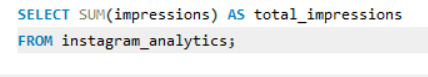 SELECT SUM(impressions) AS total_impressions
FROM instagram_analytics;